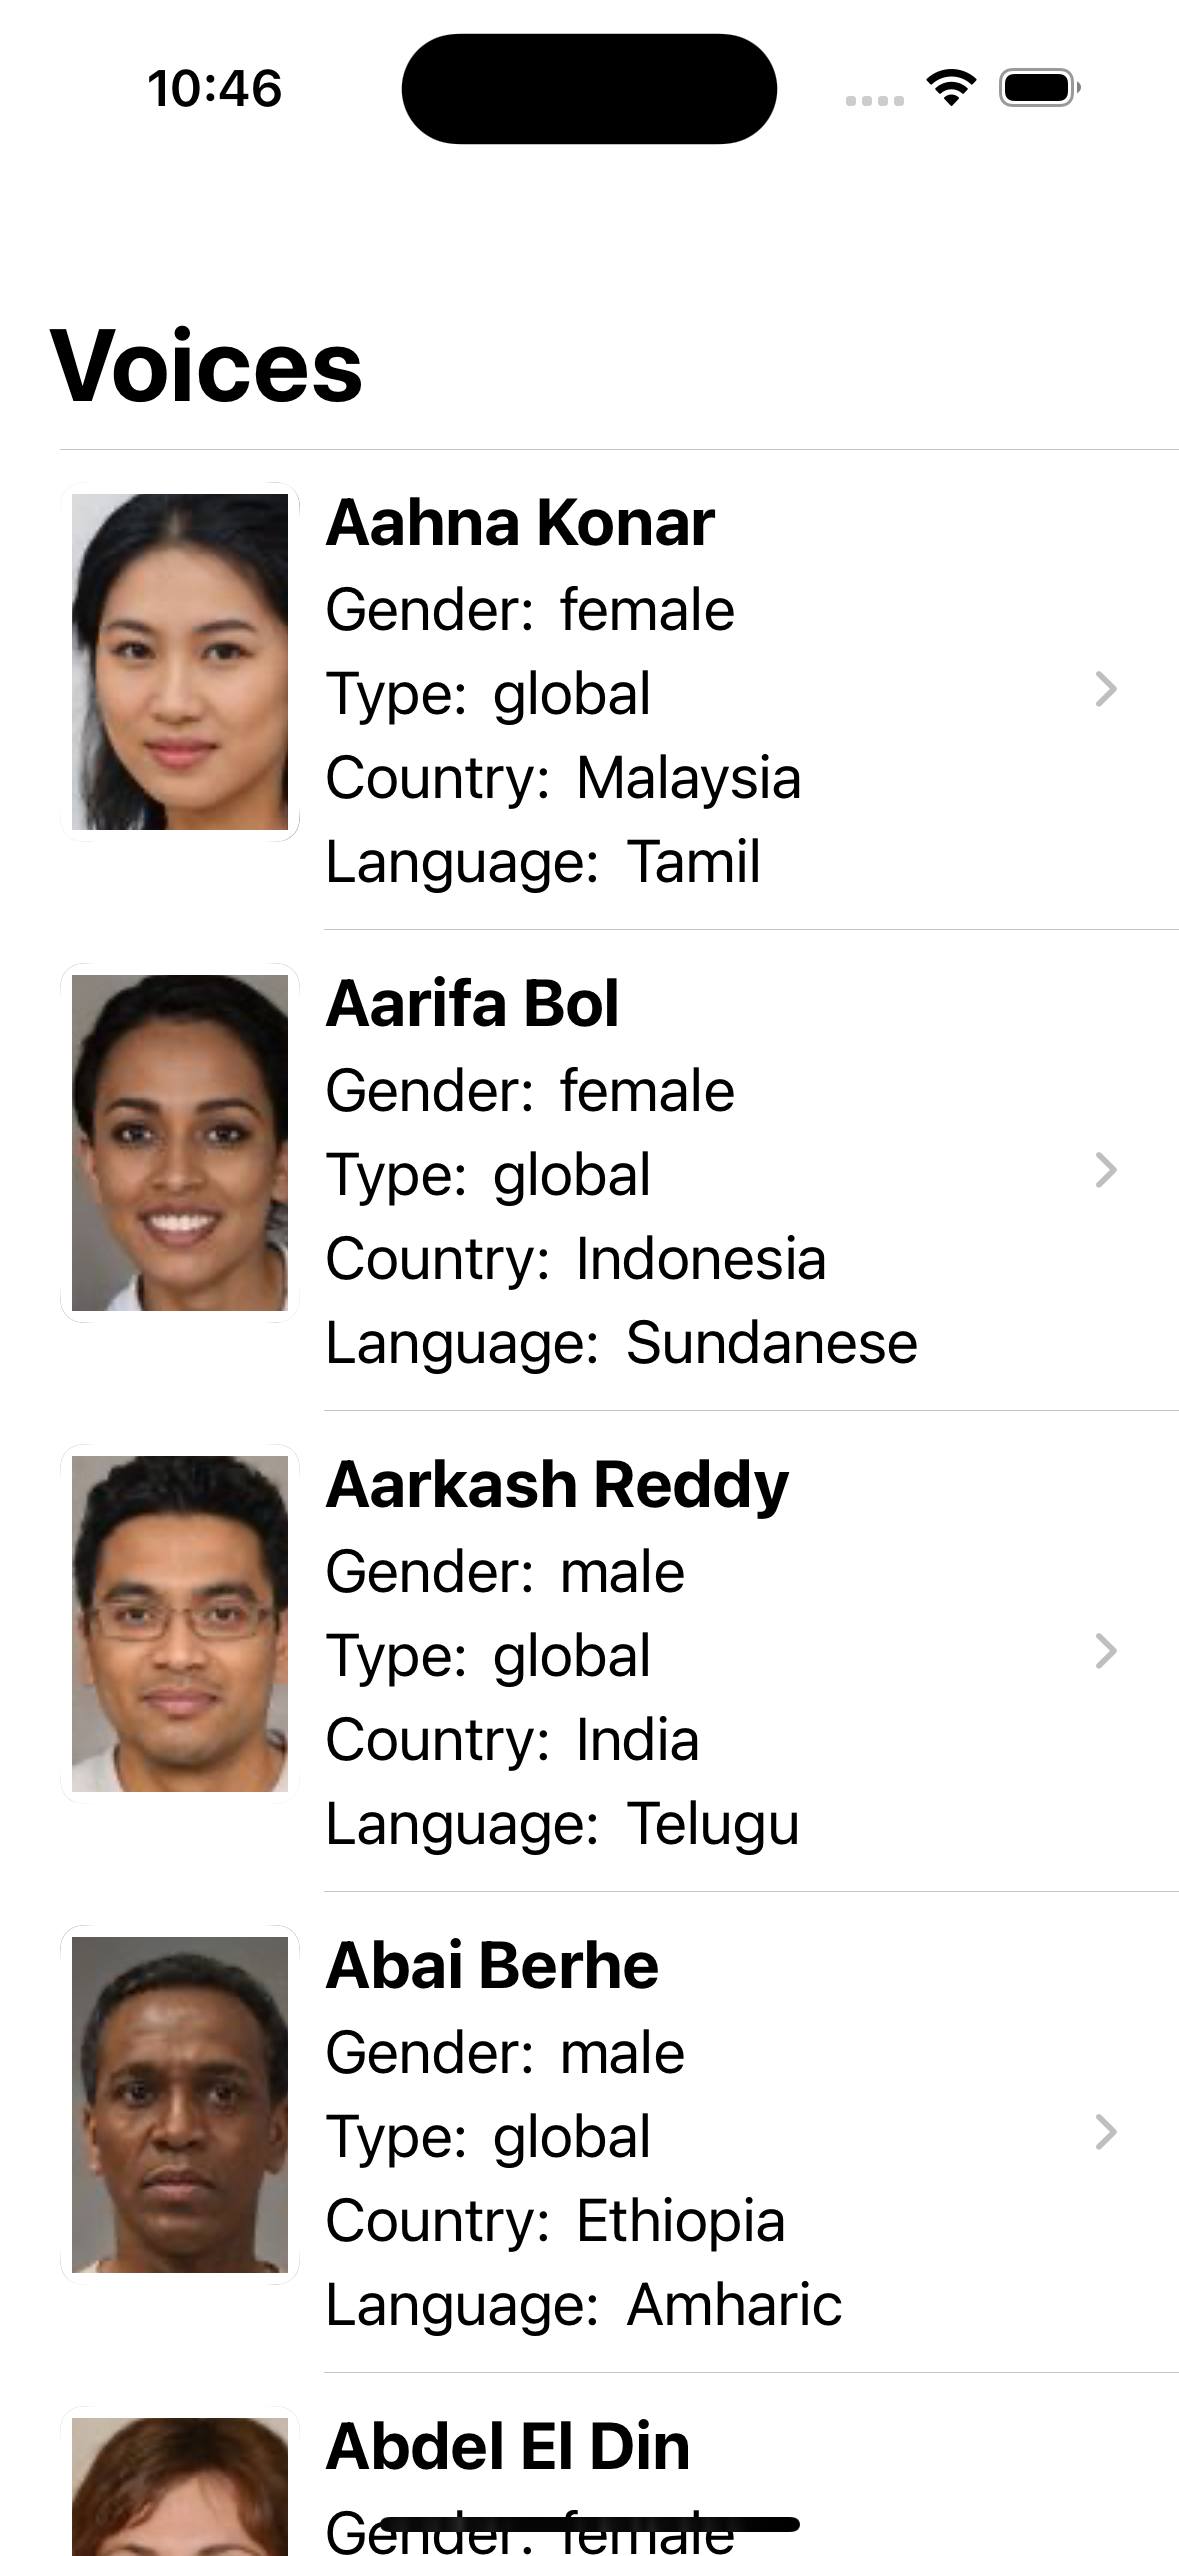 10:46
Voices
Aahna Konar
Gender: female
Type: global
Country: Malaysia
Language: Tamil
Aarifa Bol
Gender: female
Type: global
Country: Indonesia
Language: Sundanese
Aarkash Reddy
Gender: male
Type: global
Country: India
Language: Telugu
Abai Berhe
Gender: male
Type: global
Country: Ethiopia
Language: Amharic
Abdel El Din
Gender: female